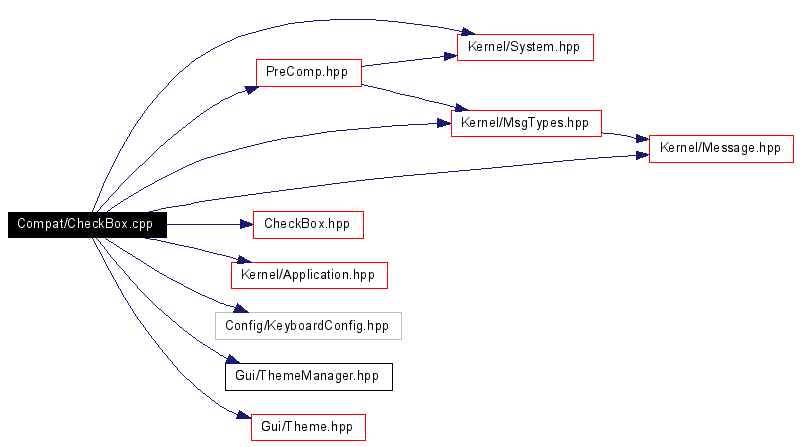 Kernel/System.hpp
PreComp.hpp
Kernel/MsgTypes.hpp
Kernel/Message.hpp
Compat/CheckBox.cpp
CheckBox.hpp
Kernel/Application.hpp
Config/KeyboardConfig.hpp
Gui/ThemeManager.hpp
Gui/Theme.hpp